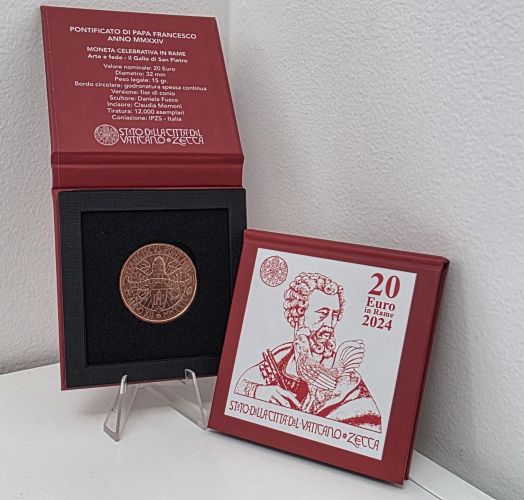 PONTIFICATO DI PAPA FRANCESCO
ANNO MMXXIV
MONETA CELEBRATIVA IN RAME
Arte e fede - Il Gallo di San Pietro
Valore nominale: 20 Euro
Diametro: 32 mm
Peso legale: 15 gr.
Bordo circolare: godronatura spessa continua
Versione: fior di conio
Scultore: Daniela Fusco
Incisore: Claudia Momoni
Tiratura: 12.000 esemplari
Coniazione: IPZS - Italia
STATO DELLA CITTÀ DEL
VATICANO * ZECCA
20
Euro
in Rame
2024
STATO DELLA CITTÀ DEL VATICANO * ZECCA